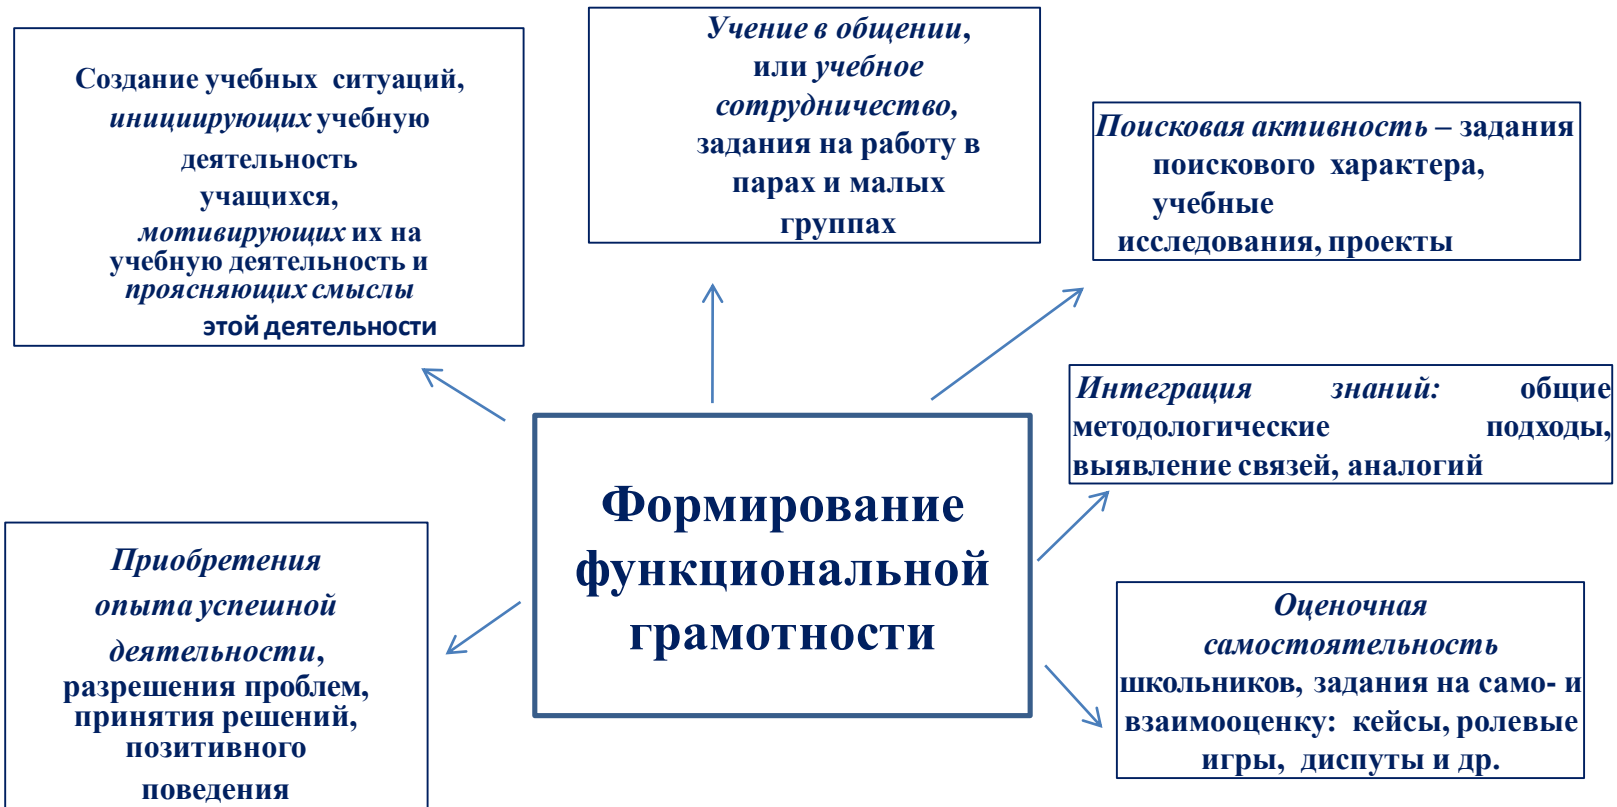 Создание учебных ситуаций,
инициирующих учебную
деятельность
учащихся,
мотивирующих их на
учебную деятельность и
проясняющих смыслы
этой деятельности
Учение в общении,
или учебное
сотрудничество,
задания на работу в
парах и малых
группах
Поисковая активность – задания
поискового характера,
учебные
исследования, проекты
Интеграция знаний: общие
методологические подходы,
выявление связей, аналогий
Формирование
функциональной
грамотности
Приобретения
опыта успешной
деятельности,
разрешения проблем,
принятия решений,
позитивного
поведения
Оценочная
самостоятельность
школьников, задания на само- и
взаимооценку: кейсы, ролевые
игры, диспуты и др.